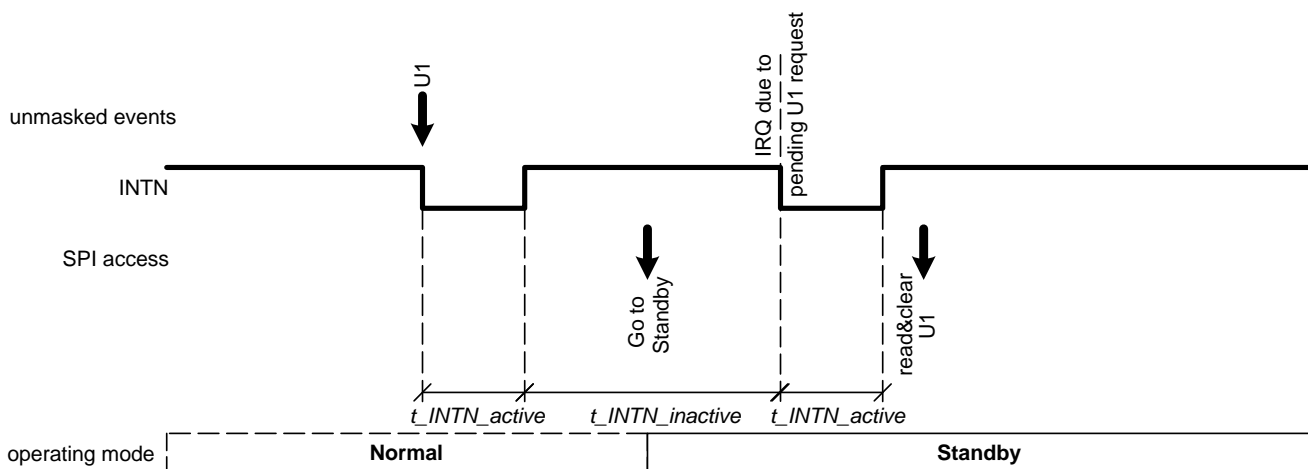 U1
IRQ due to
pending U1 request
unmasked events
INTN
SPI access
Go to
Standby
read&clear
U1
t_INTN_active
t_INTN_inactive
t_INTN_active
operating mode
Normal
Standby